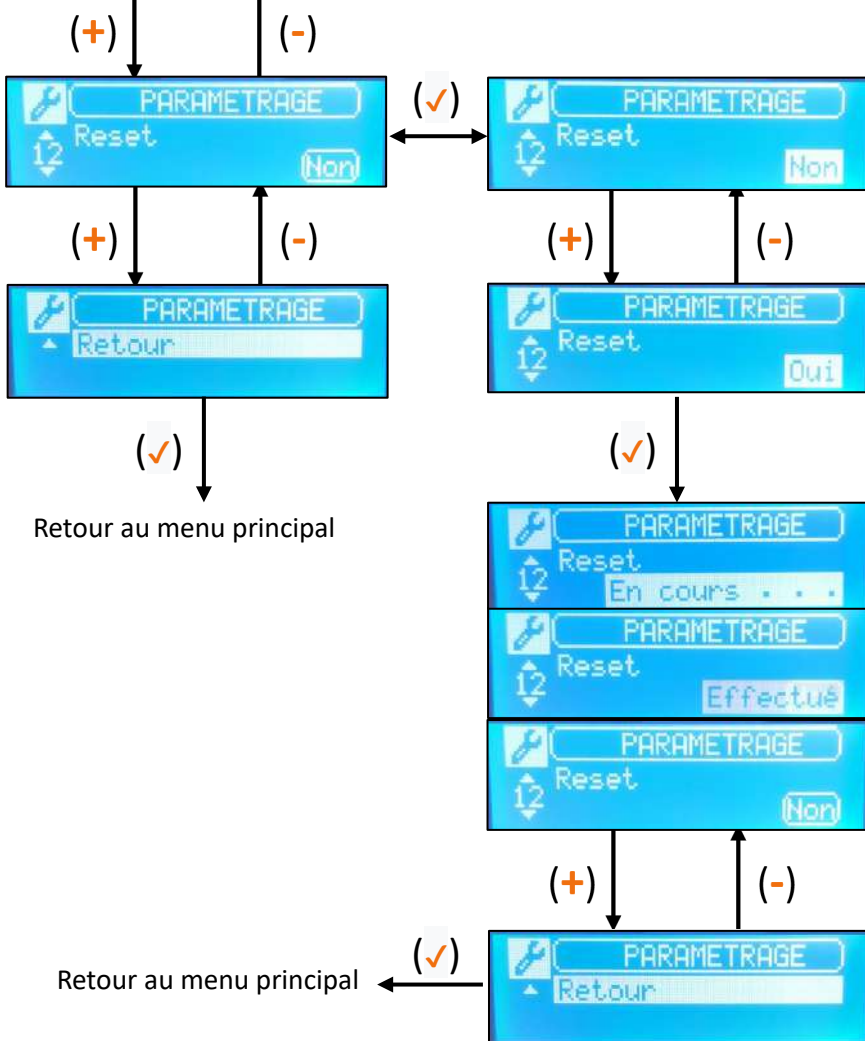 (+) (-)
PARAMETRAGE
Reset
12
Non
(✓)
PARAMETRAGE
Reset
12
Non
(+) (-)
(+) (-)
PARAMETRAGE
Retour
PARAMETRAGE
Reset
12
Oui
(✓)
(✓)
Retour au menu principal
PARAMETRAGE
Reset
12
En cours . . .
PARAMETRAGE
Reset
12
Effectué
PARAMETRAGE
Reset
12
Non
(+) (-)
(✓)
Retour au menu principal
PARAMETRAGE
Retour